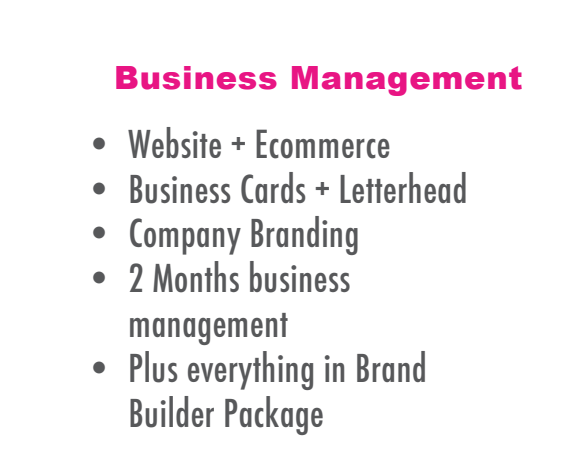 Business Management
• Website + Ecommerce
• Business Cards + Letterhead
• Company Branding
• 2 Months business
management
• Plus everything in Brand
Builder Package